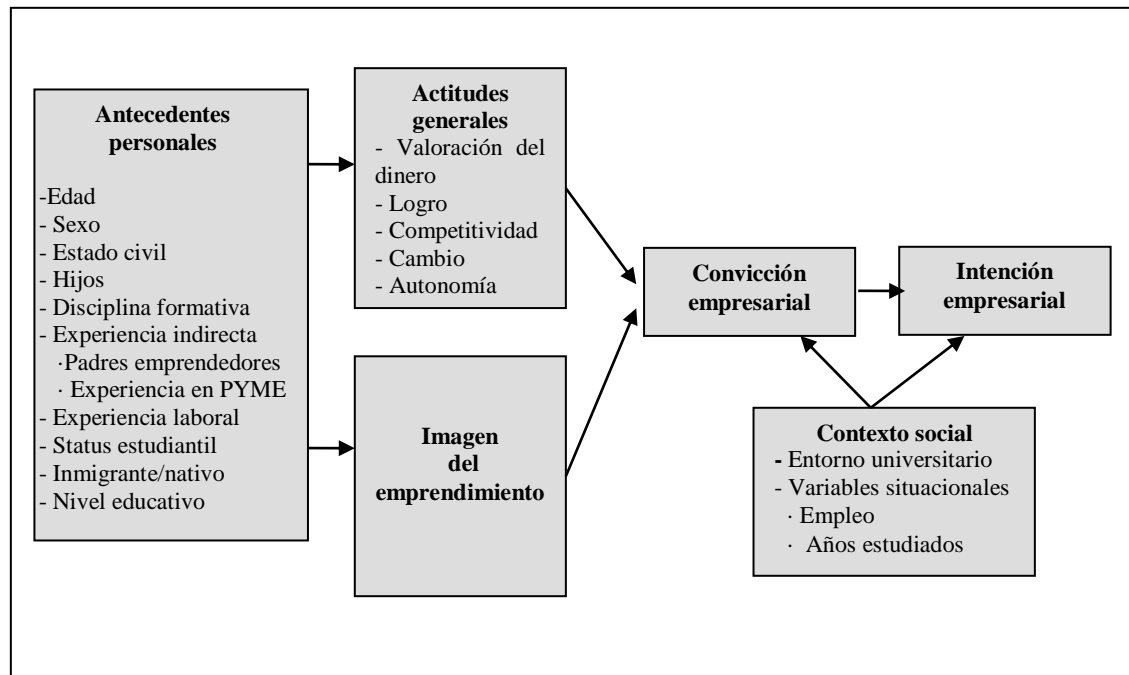 Antecedentes
personales
-Edad
- Sexo
- Estado civil
- Hijos
- Disciplina formativa
- Experiencia indirecta
·Padres emprendedores
· Experiencia en PYME
- Experiencia laboral
- Status estudiantil
- Inmigrante/nativo
- Nivel educativo
Actitudes
generales
- Valoración del
dinero
- Logro
- Competitividad
- Cambio
- Autonomía
Imagen
del
emprendimiento
Convicción
empresarial
Intención
empresarial
Contexto social
- Entorno universitario
- Variables situacionales
· Empleo
· Años estudiados